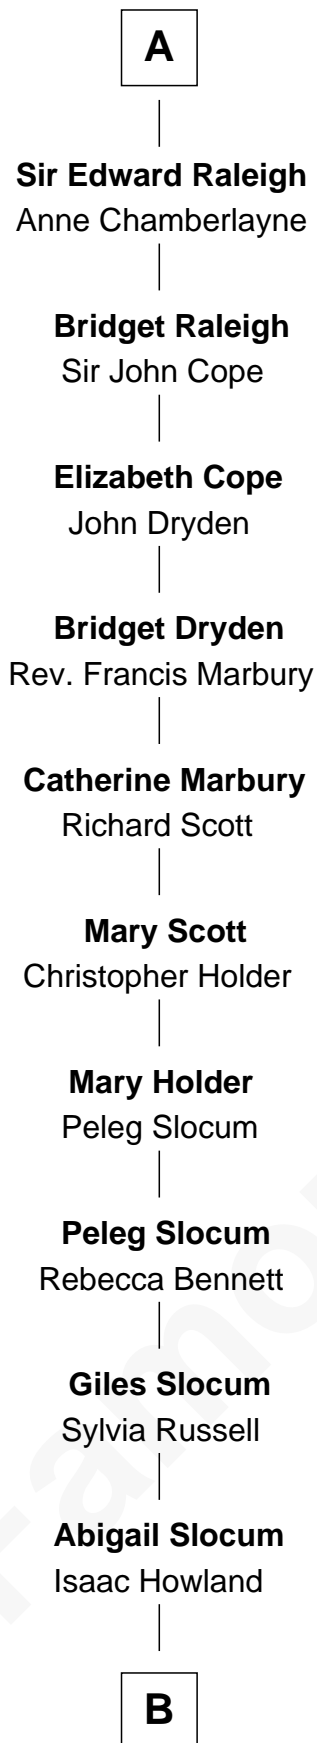 A
Sir Edward Raleigh
Anne Chamberlayne
Bridget Raleigh
Sir John Cope
Elizabeth Cope
John Dryden
Bridget Dryden
Rev. Francis Marbury
Catherine Marbury
Richard Scott
Mary Scott
Christopher Holder
Mary Holder
Peleg Slocum
Peleg Slocum
Rebecca Bennett
Giles Slocum
Sylvia Russell
Abigail Slocum
Isaac Howland
B